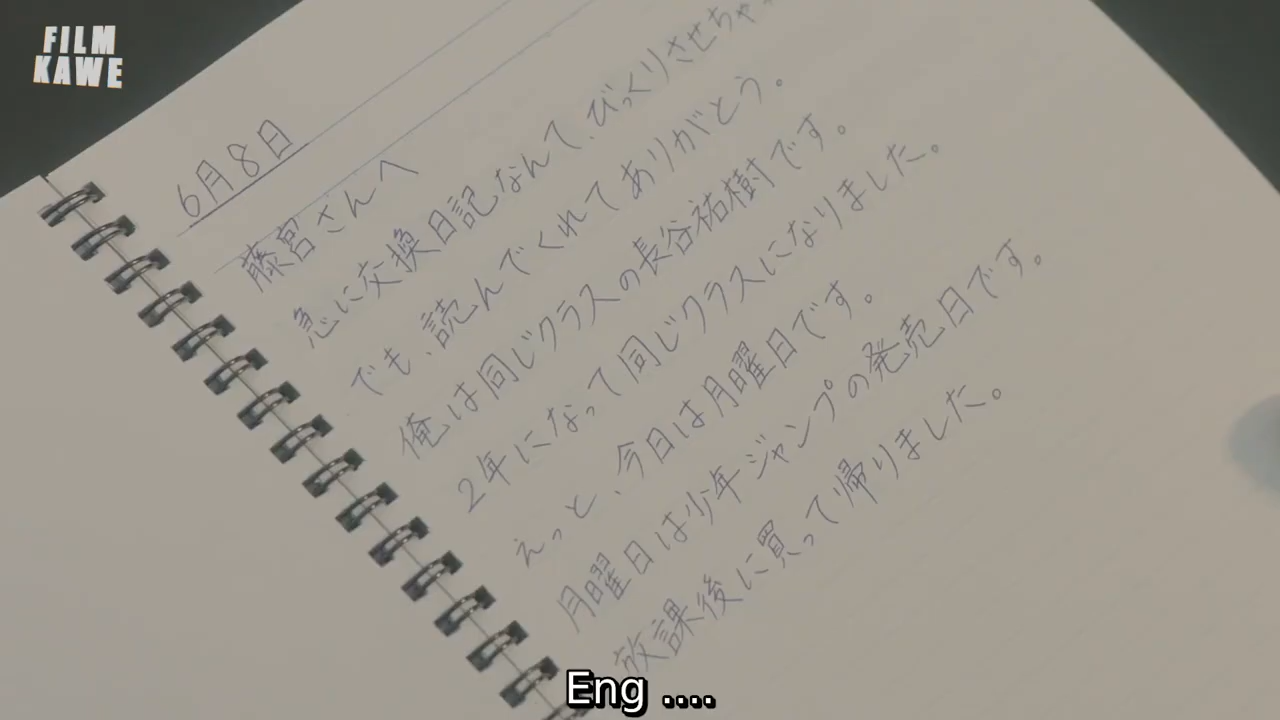 FILM
KAWE
6月8日
藤宮さんへ
急に交換日記なんて、びっくりさせちゃ
でも、読んでくれてありがとう。
俺は同じクラスの長谷祐樹です。
2年になって同じクラスになりました。
えっと、今日は月曜日です。
月曜日は少年ジャンプの発売日です。
放課後に買って帰りました。
Eng ....